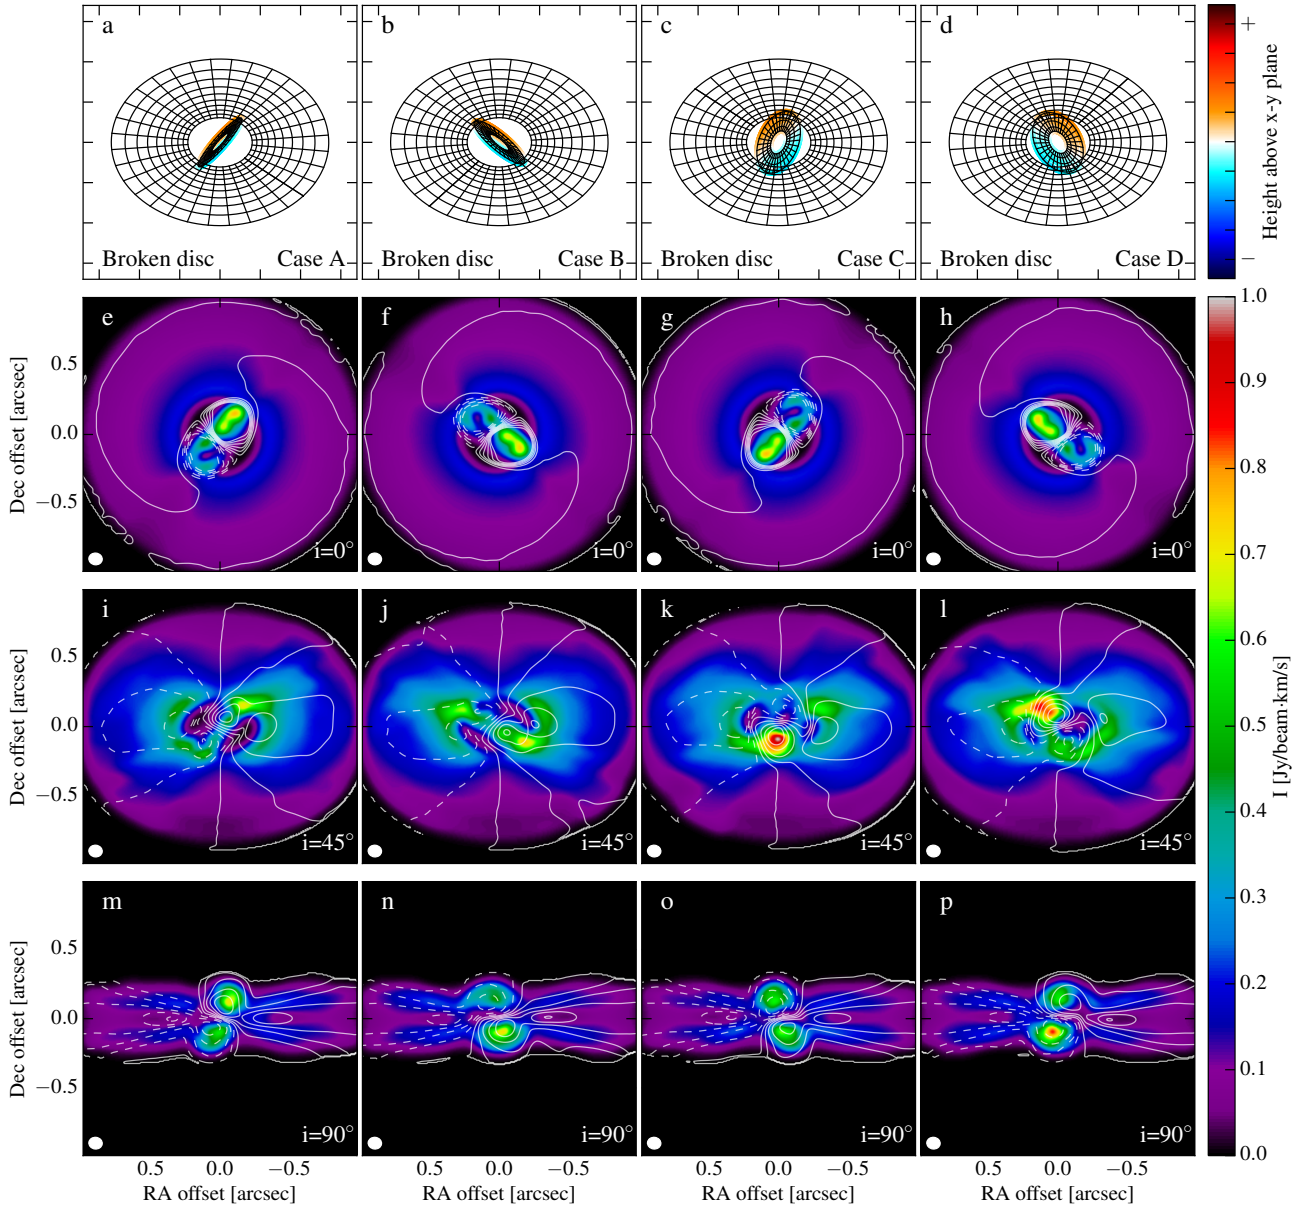 a
b
c
d
Broken disc Case A
Broken disc Case B
Broken disc Case C
Broken disc Case D
+
−
Height above x-y plane
e
f
g
h
i=0°
i=0°
i=0°
i=0°
0.5
0.0
−0.5
Dec offset [arcsec]
i
j
k
l
i=45°
i=45°
i=45°
i=45°
0.5
0.0
−0.5
Dec offset [arcsec]
m
n
o
p
i=90°
i=90°
i=90°
i=90°
0.5
0.0
−0.5
Dec offset [arcsec]
0.5 0.0 −0.5
0.5 0.0 −0.5
0.5 0.0 −0.5
0.5 0.0 −0.5
RA offset [arcsec]
RA offset [arcsec]
RA offset [arcsec]
RA offset [arcsec]
1.0
0.9
0.8
0.7
0.6
0.5
0.4
0.3
0.2
0.1
0.0
I [Jy/beam·km/s]